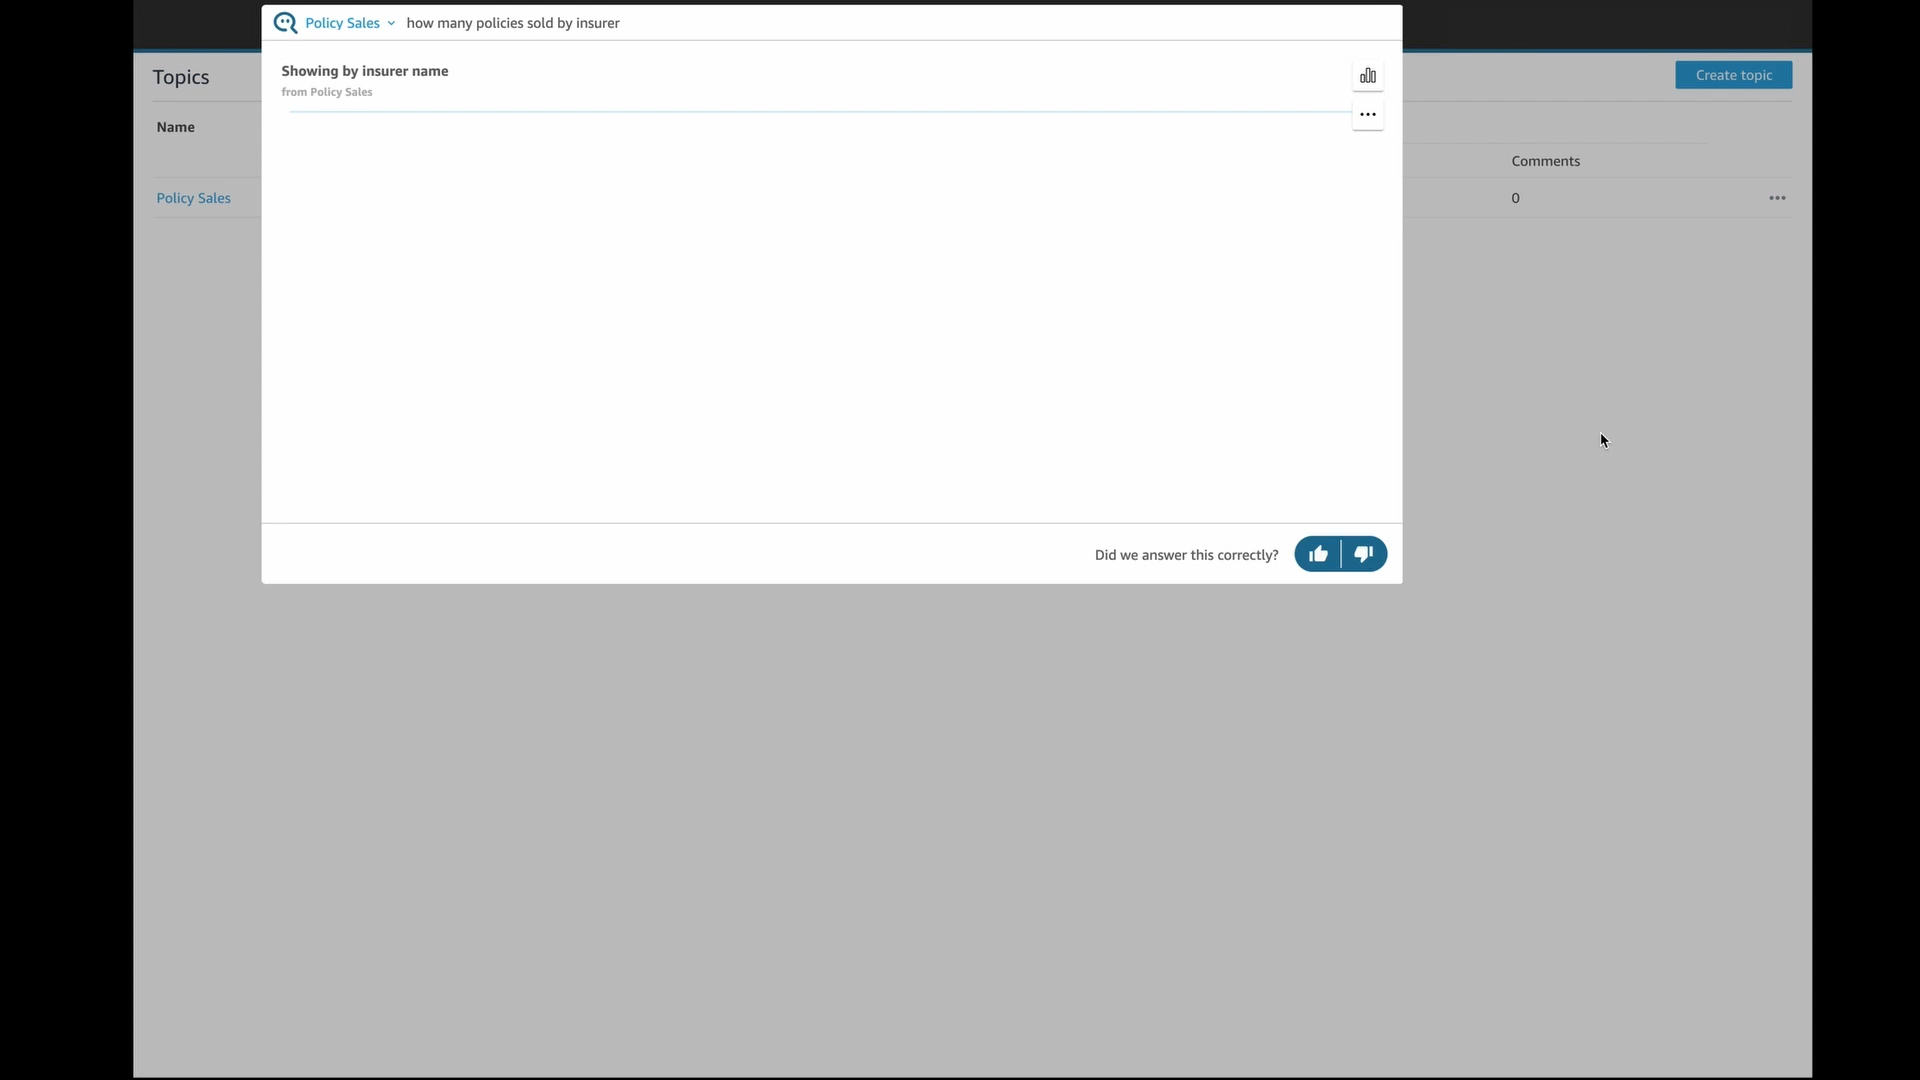 Policy Sales how many policies sold by insurer
Showing by insurer name
from Policy Sales
Topics
Create topic
Name
Comments
Policy Sales
0
Did we answer this correctly?